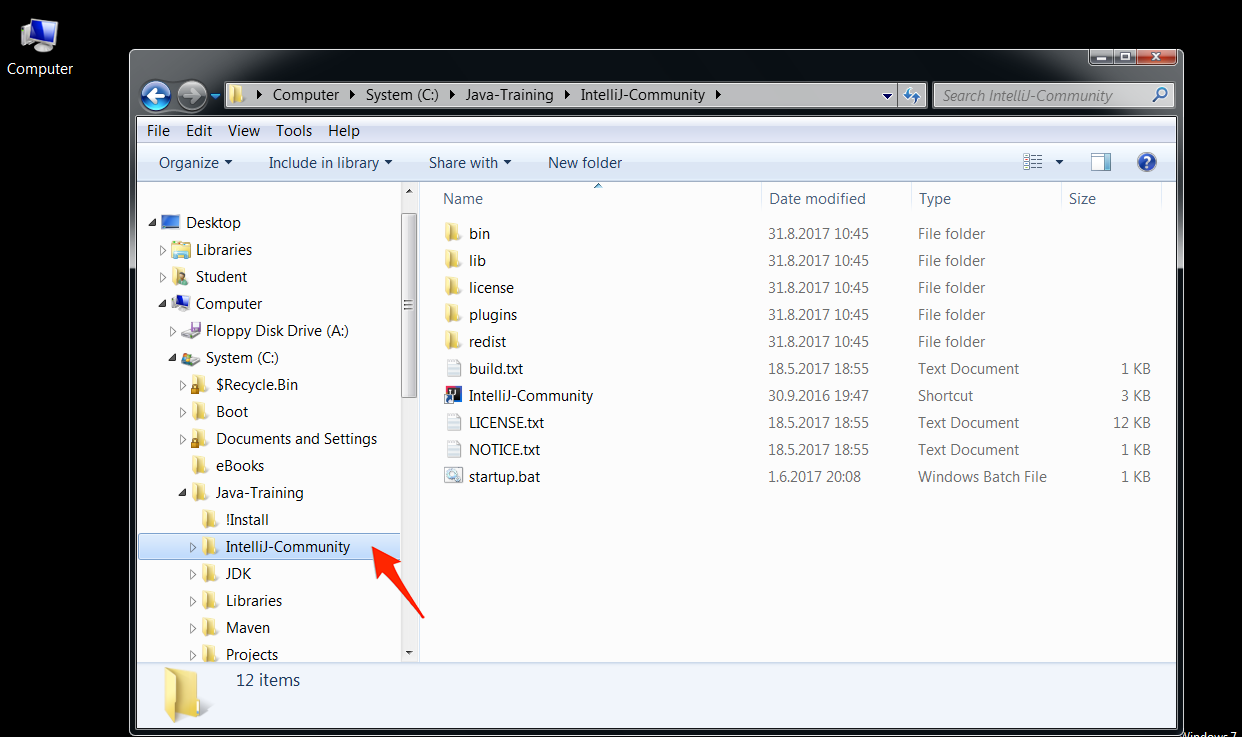 Computer
Computer System (C:) Java-Training IntelliJ-Community
Search IntelliJ-Community
File Edit View Tools Help
Organize Include in library Share with New folder
Name Date modified Type Size
Desktop
Libraries
Student
Computer
Floppy Disk Drive (A:)
System (C:)
$Recycle.Bin
Boot
Documents and Settings
eBooks
Java-Training
!Install
IntelliJ-Community
JDK
Libraries
Maven
Projects
bin 31.8.2017 10:45 File folder
lib 31.8.2017 10:45 File folder
license 31.8.2017 10:45 File folder
plugins 31.8.2017 10:45 File folder
redist 31.8.2017 10:45 File folder
build.txt 18.5.2017 18:55 Text Document 1 KB
IntelliJ-Community 30.9.2016 19:47 Shortcut 3 KB
LICENSE.txt 18.5.2017 18:55 Text Document 12 KB
NOTICE.txt 18.5.2017 18:55 Text Document 1 KB
startup.bat 1.6.2017 20:08 Windows Batch File 1 KB
12 items
Windows 7